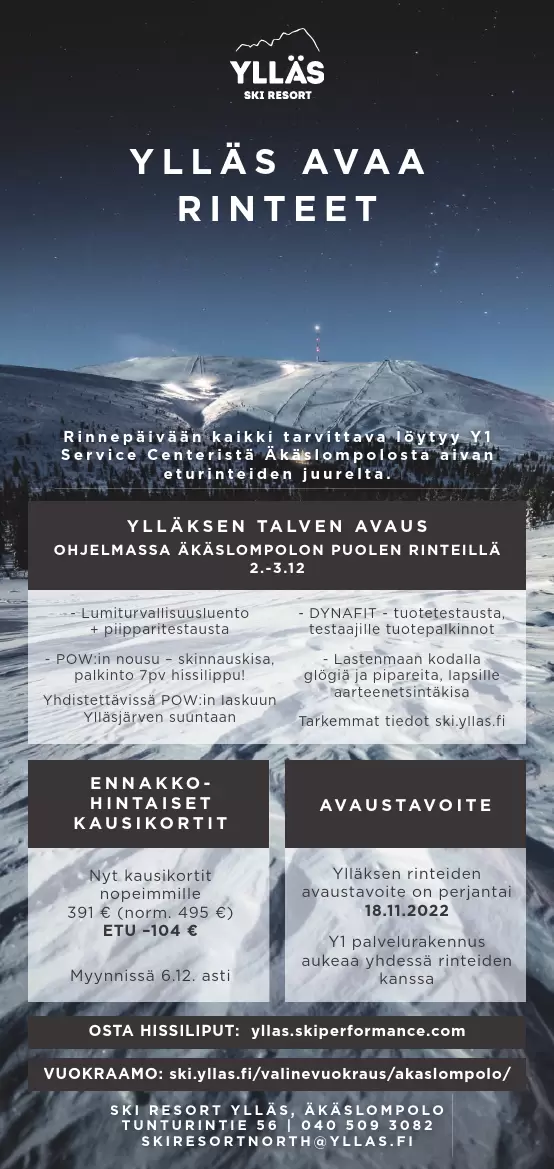 YLLÄS
SKI RESORT
YLLÄS AVAA
RINTEET
Rinnepäivään kaikki tarvittava löytyy Y1
Service Centeristä Äkäslompolosta aivan
eturinteiden juurelta.
YLLÄKSEN TALVEN AVAUS
OHJELMASSA ÄKÄSLOMPOLON PUOLEN RINTEILLÄ
2.-3.12
- Lumiturvallisuusluento
+ piipparitestausta
- POW:in nousu – skinnauskisa,
palkinto 7pv hissilippu!
Yhdistettävissä POW:in laskuun
Ylläsjärven suuntaan
- DYNAFIT - tuotetestausta,
testaajille tuotepalkinnot
- Lastenmaan kodalla
glögiä ja pipareita, lapsille
aarteenetsintäkisa
Tarkemmat tiedot ski.yllas.fi
ENNAKKO-
HINTAISET
KAUSIKORTIT
Nyt kausikortit
nopeimmille
391 € (norm. 495 €)
ETU –104 €
Myynnissä 6.12. asti
AVAUSTAVOITE
Ylläksen rinteiden
avaustavoite on perjantai
18.11.2022
Y1 palvelurakennus
aukeaa yhdessä rinteiden
kanssa
OSTA HISSILIPUT: yllas.skiperformance.com
VUOKRAAMO: ski.yllas.fi/valinevuokraus/akaslompolo/
SKI RESORT YLLÄS, ÄKÄSLOMPOLO
TUNTURINTIE 56 | 040 509 3082
SKIRESORTNORTH@YLLAS.FI